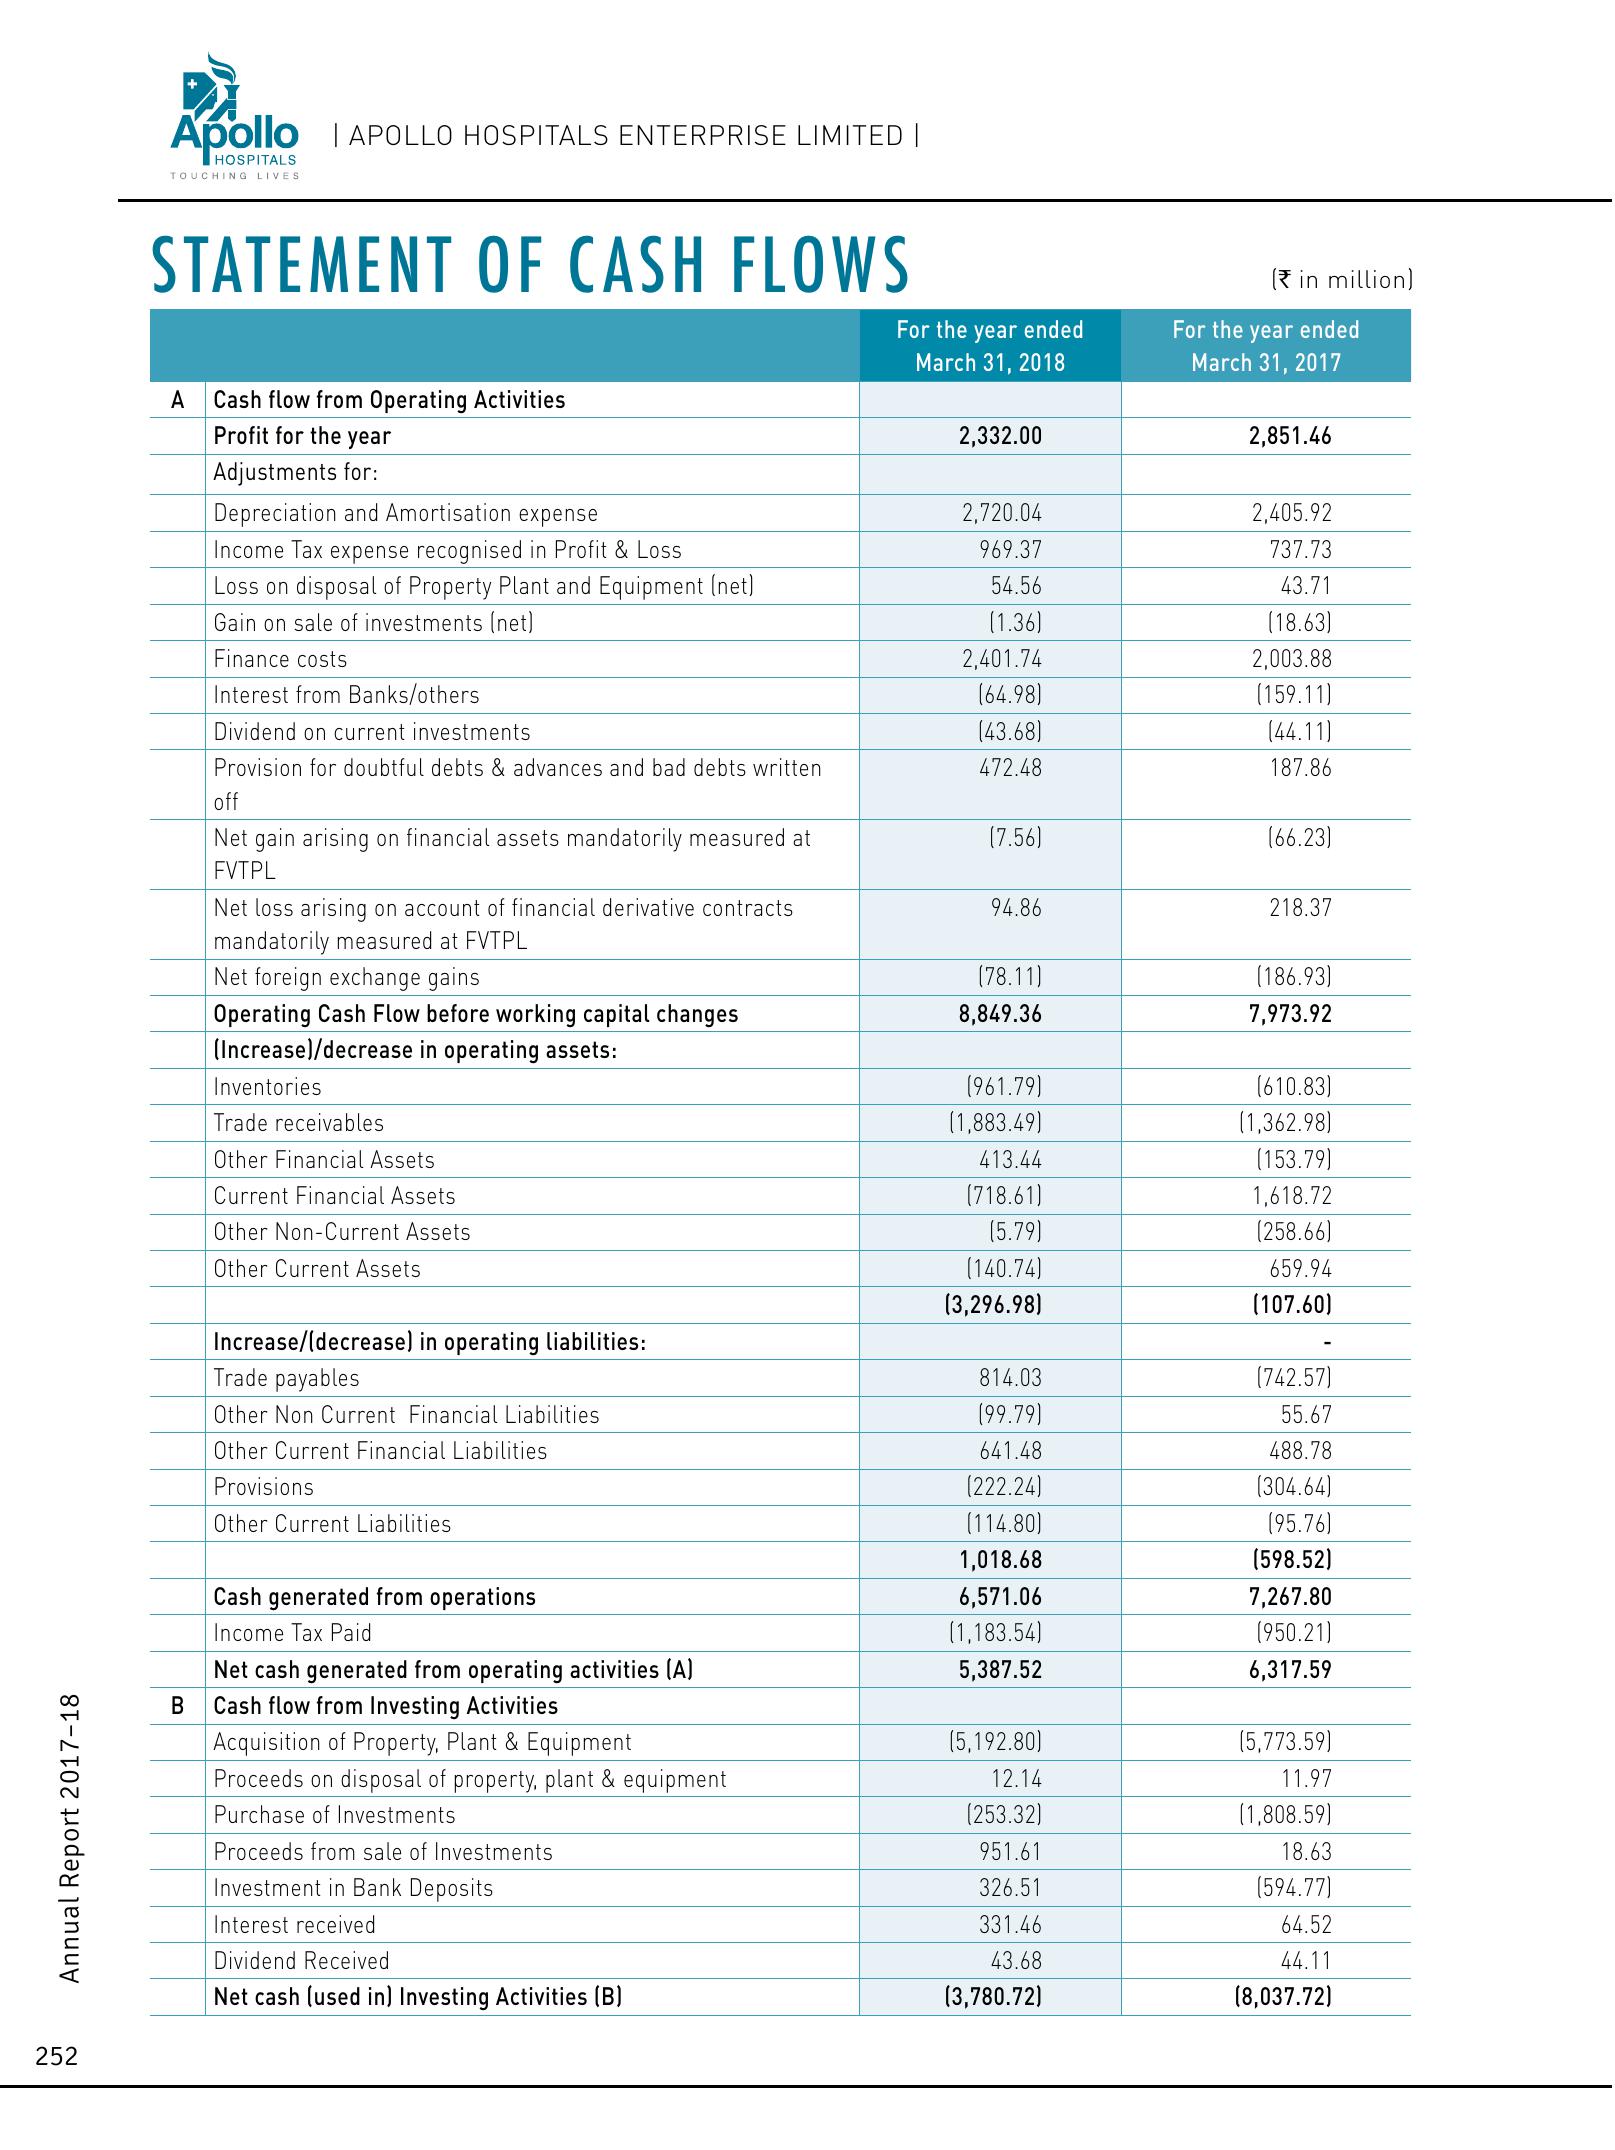 Apollo
HOSPITALS
TOUCHING LIVES
| APOLLO HOSPITALS ENTERPRISE LIMITED |
STATEMENT OF CASH FLOWS
(₹ in million)
For the year ended March 31, 2018 For the year ended March 31, 2017
A Cash flow from Operating Activities
Profit for the year 2,332.00 2,851.46
Adjustments for:
Depreciation and Amortisation expense 2,720.04 2,405.92
Income Tax expense recognised in Profit & Loss 969.37 737.73
Loss on disposal of Property Plant and Equipment (net) 54.56 43.71
Gain on sale of investments (net) (1.36) (18.63)
Finance costs 2,401.74 2,003.88
Interest from Banks/others (64.98) (159.11)
Dividend on current investments (43.68) (44.11)
Provision for doubtful debts & advances and bad debts written 472.48 187.86
off
Net gain arising on financial assets mandatorily measured at (7.56) (66.23)
FVTPL
Net loss arising on account of financial derivative contracts 94.86 218.37
mandatorily measured at FVTPL
Net foreign exchange gains (78.11) (186.93)
Operating Cash Flow before working capital changes 8,849.36 7,973.92
(Increase)/decrease in operating assets:
Inventories (961.79) (610.83)
Trade receivables (1,883.49) (1,362.98)
Other Financial Assets 413.44 (153.79)
Current Financial Assets (718.61) 1,618.72
Other Non-Current Assets (5.79) (258.66)
Other Current Assets (140.74) 659.94
(3,296.98) (107.60)
Increase/(decrease) in operating liabilities: -
Trade payables 814.03 (742.57)
Other Non Current Financial Liabilities (99.79) 55.67
Other Current Financial Liabilities 641.48 488.78
Provisions (222.24) (304.64)
Other Current Liabilities (114.80) (95.76)
1,018.68 (598.52)
Cash generated from operations 6,571.06 7,267.80
Income Tax Paid (1,183.54) (950.21)
Net cash generated from operating activities (A) 5,387.52 6,317.59
B Cash flow from Investing Activities
Acquisition of Property, Plant & Equipment (5,192.80) (5,773.59)
Proceeds on disposal of property, plant & equipment 12.14 11.97
Purchase of Investments (253.32) (1,808.59)
Proceeds from sale of Investments 951.61 18.63
Investment in Bank Deposits 326.51 (594.77)
Interest received 331.46 64.52
Dividend Received 43.68 44.11
Net cash (used in) Investing Activities (B) (3,780.72) (8,037.72)
Annual Report 2017-18
252